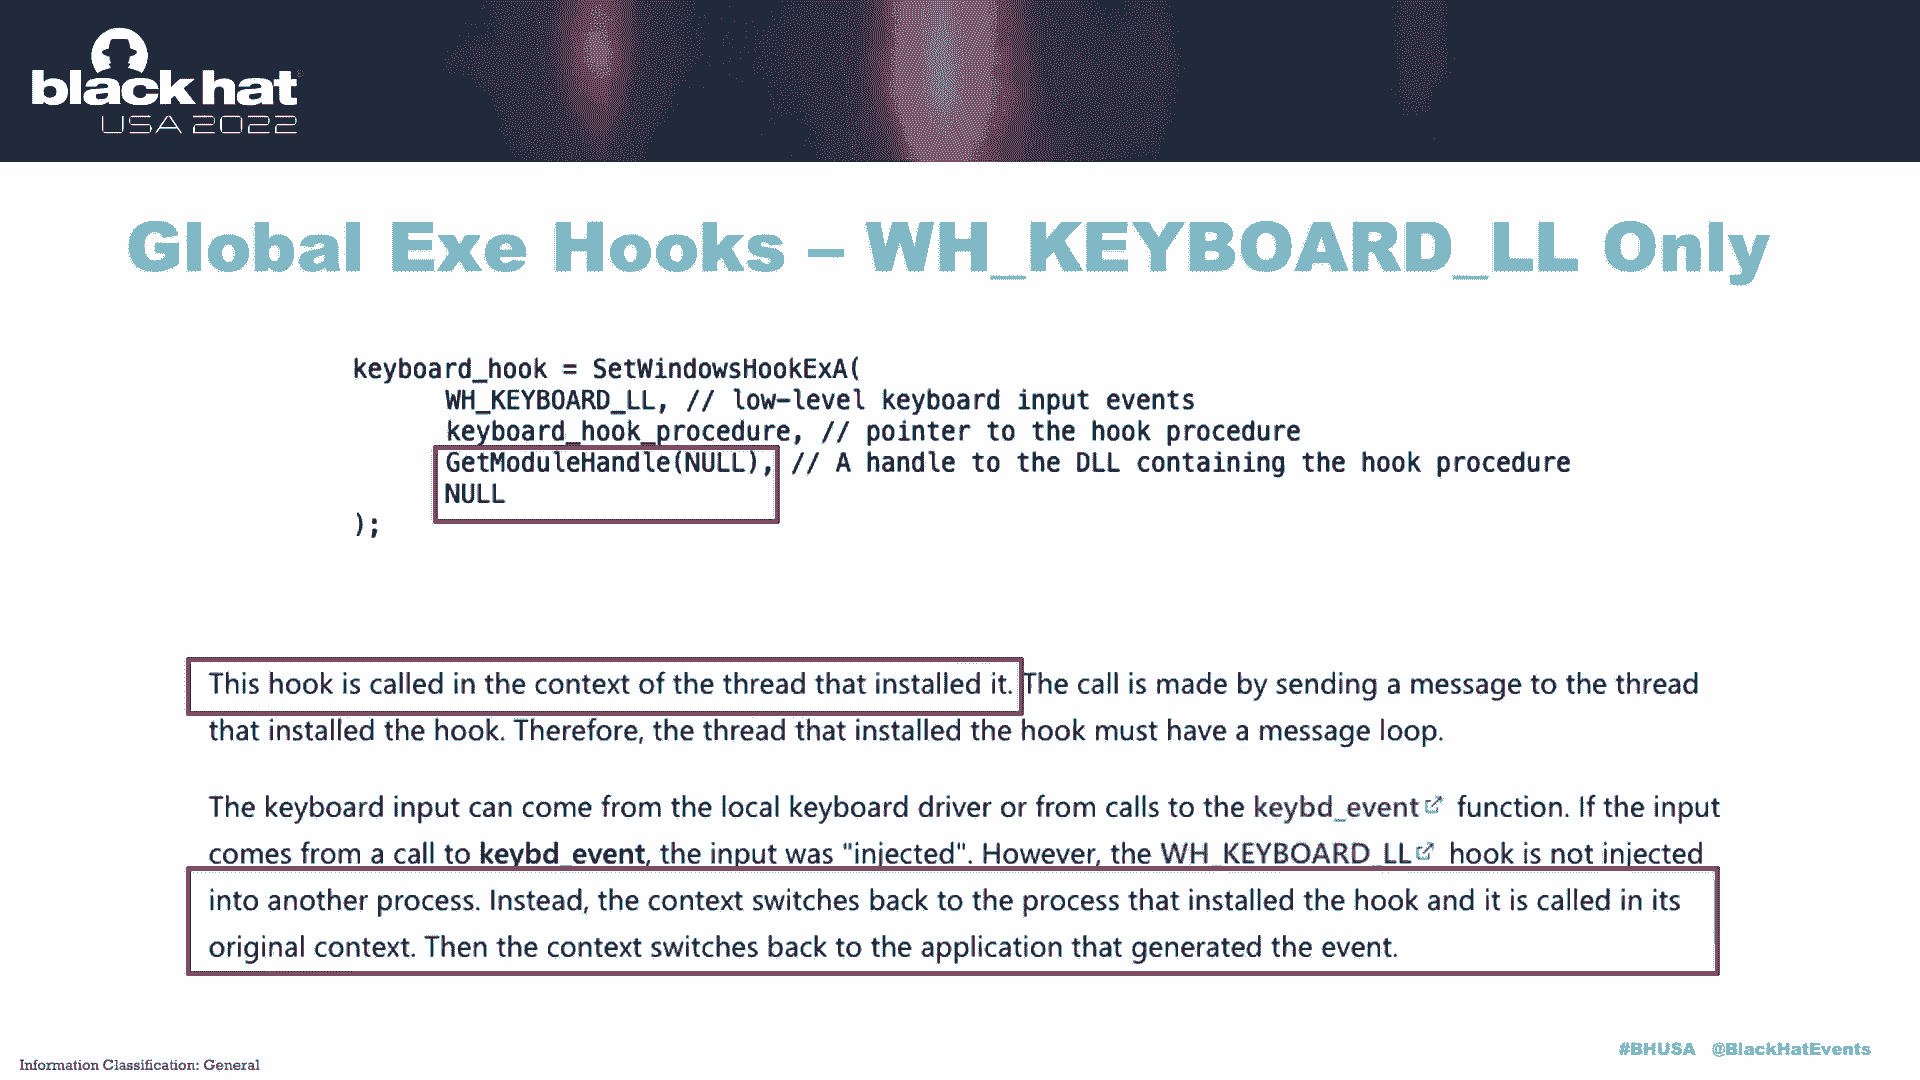 black hat
USA 2022
Global Exe Hooks – WH_KEYBOARD_LL Only
keyboard_hook = SetWindowsHookExA(
WH_KEYBOARD_LL, // low-level keyboard input events
keyboard_hook_procedure, // pointer to the hook procedure
GetModuleHandle(NULL), // A handle to the DLL containing the hook procedure
NULL
);
This hook is called in the context of the thread that installed it. The call is made by sending a message to the thread
that installed the hook. Therefore, the thread that installed the hook must have a message loop.
The keyboard input can come from the local keyboard driver or from calls to the keybd_event function. If the input
comes from a call to keybd_event, the input was "injected". However, the WH_KEYBOARD_LL hook is not injected
into another process. Instead, the context switches back to the process that installed the hook and it is called in its
original context. Then the context switches back to the application that generated the event.
#BHUSA @BlackHatEvents
Information Classification: General